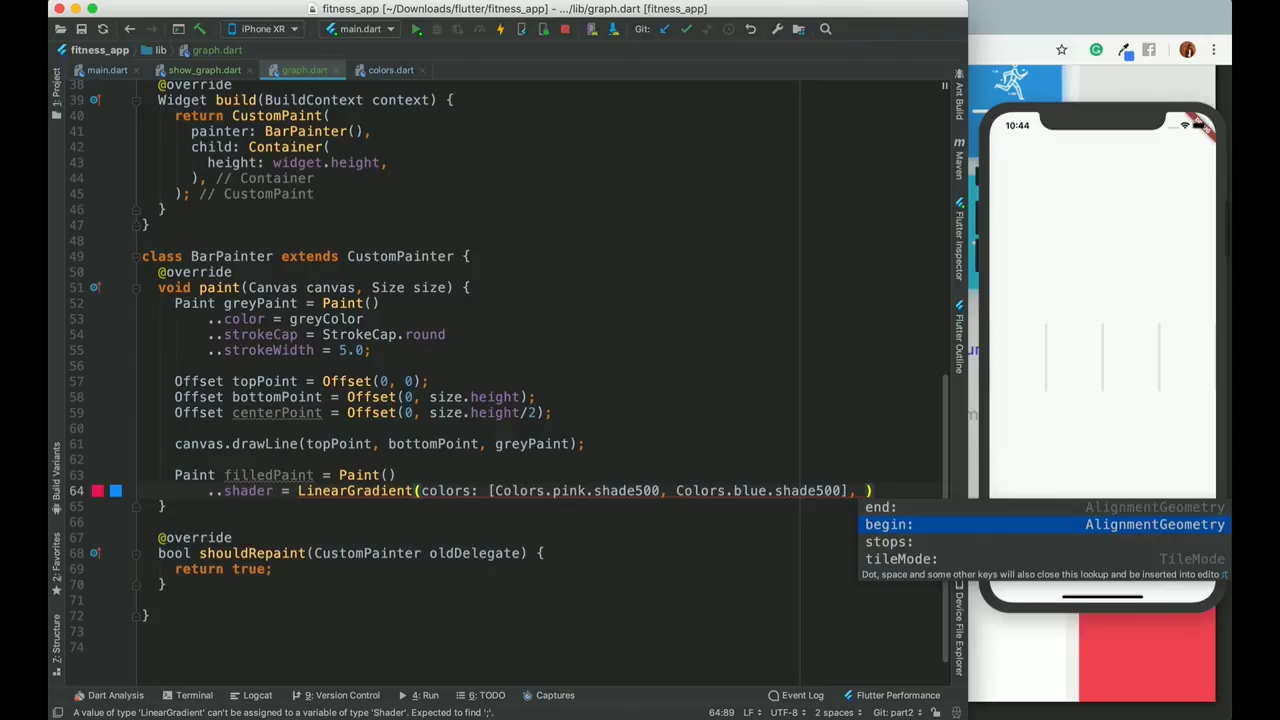 fitness_app [~/Downloads/flutter/fitness_app] - .../lib/graph.dart [fitness_app]
iPhone XR
main.dart
Git:
fitness_app
lib
graph.dart
main.dart
show_graph.dart
graph.dart
colors.dart
38 @override
39 Widget build(BuildContext context) {
40 return CustomPaint(
41 painter: BarPainter(),
42 child: Container(
43 height: widget.height,
44 ), // Container
45 ); // CustomPaint
46 }
47 }
48
49 class BarPainter extends CustomPainter {
50 @override
51 void paint(Canvas canvas, Size size) {
52 Paint greyPaint = Paint()
53 ..color = greyColor
54 ..strokeCap = StrokeCap.round
55 ..strokeWidth = 5.0;
56
57 Offset topPoint = Offset(0, 0);
58 Offset bottomPoint = Offset(0, size.height);
59 Offset centerPoint = Offset(0, size.height/2);
60
61 canvas.drawLine(topPoint, bottomPoint, greyPaint);
62
63 Paint filledPaint = Paint()
64 ..shader = LinearGradient(colors: [Colors.pink.shade500, Colors.blue.shade500], )
65 }
66
67 @override
68 bool shouldRepaint(CustomPainter oldDelegate) {
69 return true;
70 }
71
72 }
73
74
end: AlignmentGeometry
begin: AlignmentGeometry
stops:
tileMode: TileMode
Dot, space and some other keys will also close this lookup and be inserted into edito
1: Project
Build Variants
2: Favorites
7: Structure
Ant Build
Maven
Flutter Inspector
Flutter Outline
Device File Explorer
10:44
Dart Analysis
Terminal
Logcat
9: Version Control
4: Run
6: TODO
Captures
Event Log
Flutter Performance
A value of type 'LinearGradient' can't be assigned to a variable of type 'Shader'. Expected to find ';'.
64:89
LF
UTF-8
2 spaces
Git: part2